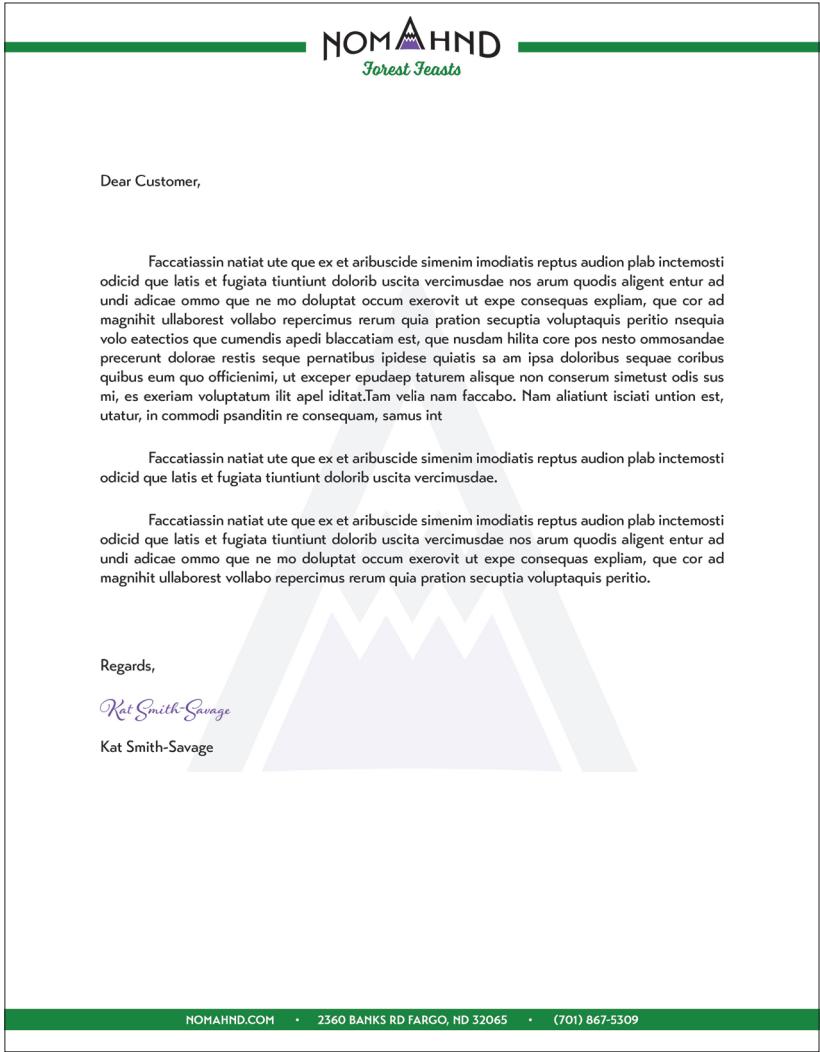 NOMAHND
Forest Feasts
Dear Customer,
Faccatiassin natiat ute que ex et aribuscide simenim imodiatis reptus audion plab inctemosti
odicid que latis et fugiata tiuntiunt dolorib uscita vercimusdae nos arum quodis aligent entur ad
undi adicae ommo que ne mo doluptat occum exerovit ut expe consequas expliam, que cor ad
magnihit ullaborest vollabo repercimus rerum quia pration secuptia voluptaquis peritio nsequia
volo eatectios que cumendis apedi blaccatiam est, que nusdam hilita core pos nesto ommosandae
precerunt dolorae restis seque pernatibus ipidese quiatis sa am ipsa doloribus sequae coribus
quibus eum quo officienimi, ut exceper epudaep taturem alisque non conserum simetust odis sus
mi, es exeriam voluptatum ilit apel iditat.Tam velia nam faccabo. Nam aliatiunt isciati untion est,
utatur, in commodi psanditin re consequam, samus int
Faccatiassin natiat ute que ex et aribuscide simenim imodiatis reptus audion plab inctemosti
odicid que latis et fugiata tiuntiunt dolorib uscita vercimusdae.
Faccatiassin natiat ute que ex et aribuscide simenim imodiatis reptus audion plab inctemosti
odicid que latis et fugiata tiuntiunt dolorib uscita vercimusdae nos arum quodis aligent entur ad
undi adicae ommo que ne mo doluptat occum exerovit ut expe consequas expliam, que cor ad
magnihit ullaborest vollabo repercimus rerum quia pration secuptia voluptaquis peritio.
Regards,
Kat Smith-Savage
Kat Smith-Savage
NOMAHND.COM • 2360 BANKS RD FARGO, ND 32065 • (701) 867-5309